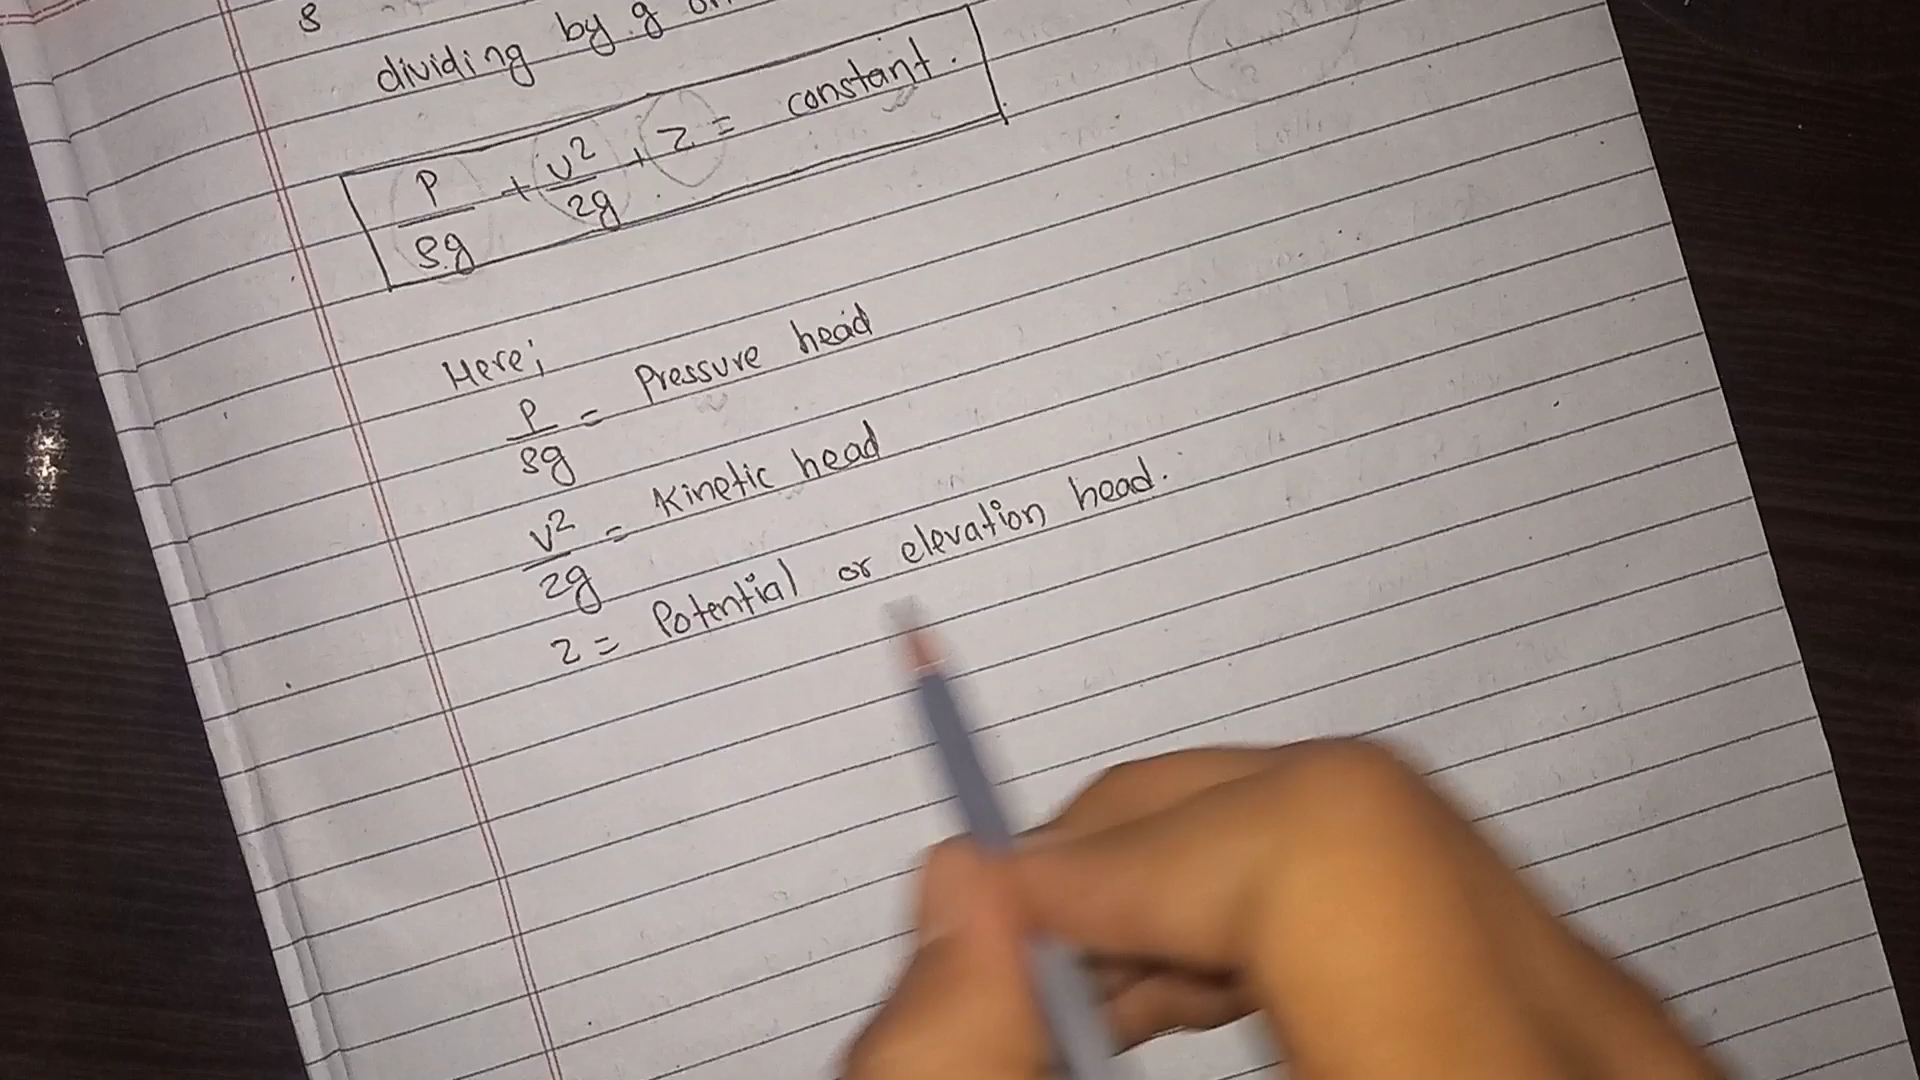 dividing by g
P/ρg + v²/2g + z = constant.
Here;
P/ρg = Pressure head
v²/2g = Kinetic head
z = Potential or elevation head.